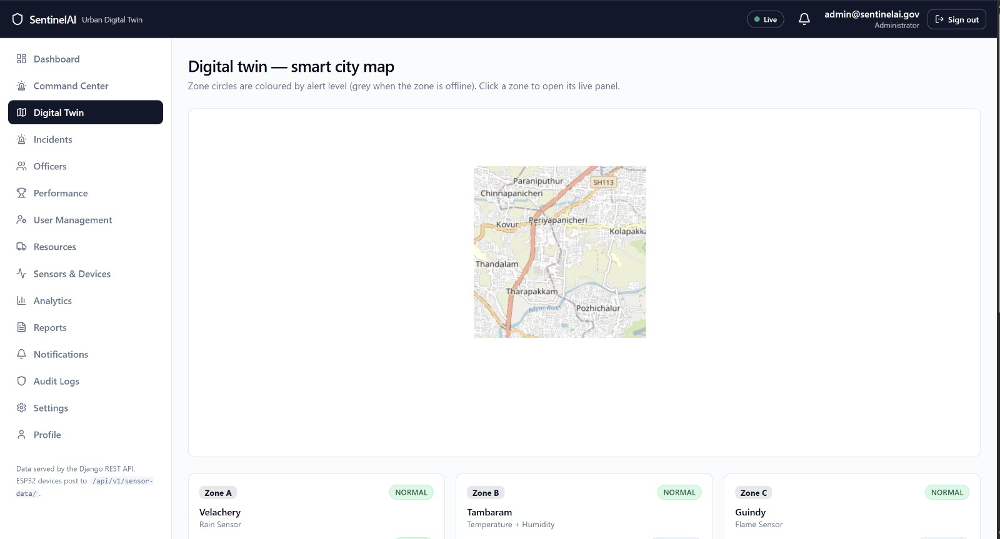 SentinelAI Urban Digital Twin
Live
admin@sentinelai.gov
Administrator
Sign out
Dashboard
Command Center
Digital Twin
Incidents
Officers
Performance
User Management
Resources
Sensors & Devices
Analytics
Reports
Notifications
Audit Logs
Settings
Profile
Data served by the Django REST API.
ESP32 devices post to /api/v1/sensor-
data/ .
Digital twin — smart city map
Zone circles are coloured by alert level (grey when the zone is offline). Click a zone to open its live panel.
Paraniputhur
SH113
Chinnapanicheri
Periyapanicheri
Kovur
Kolapakka
Thandalam
Tharapakkam
Adyar River
Pozhichalur
Zone A
NORMAL
Velachery
Rain Sensor
Zone B
NORMAL
Tambaram
Temperature + Humidity
Zone C
NORMAL
Guindy
Flame Sensor